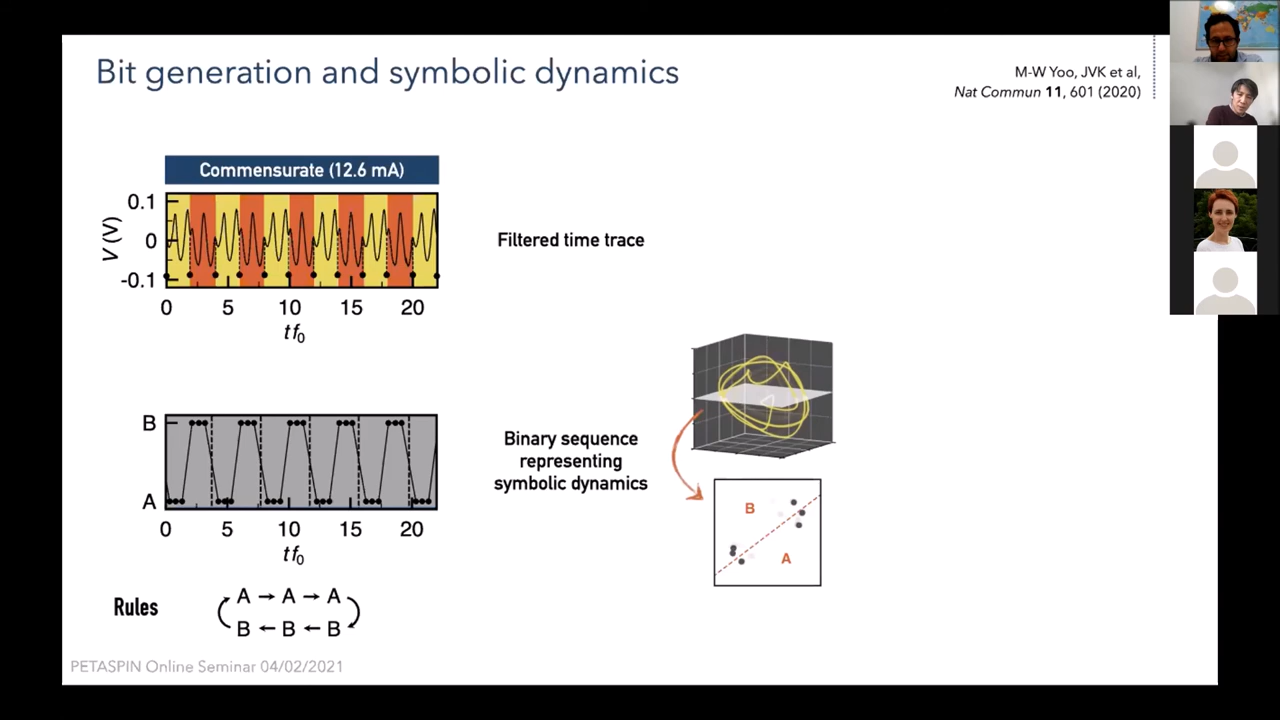 Bit generation and symbolic dynamics
M-W Yoo, JVK et al,
Nat Commun 11, 601 (2020)
Commensurate (12.6 mA)
0.1
0
-0.1
V (V)
0 5 10 15 20
tf₀
Filtered time trace
B
A
0 5 10 15 20
tf₀
Binary sequence
representing
symbolic dynamics
B
A
Rules
A → A → A
B ← B ← B
PETASPIN Online Seminar 04/02/2021